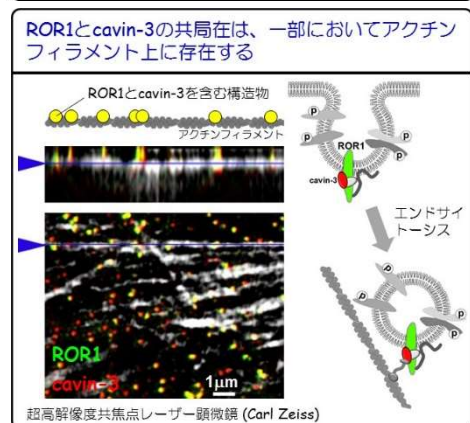 ROR1とcavin-3の共局在は、一部においてアクチン
フィラメント上に存在する
ROR1とcavin-3を含む構造物
アクチンフィラメント
P
P
P
P
ROR1
cavin-3
エンドサイ
トーシス
P
P
P
P
ROR1
cavin-3
1μm
超高解像度共焦点レーザー顕微鏡 (Carl Zeiss)